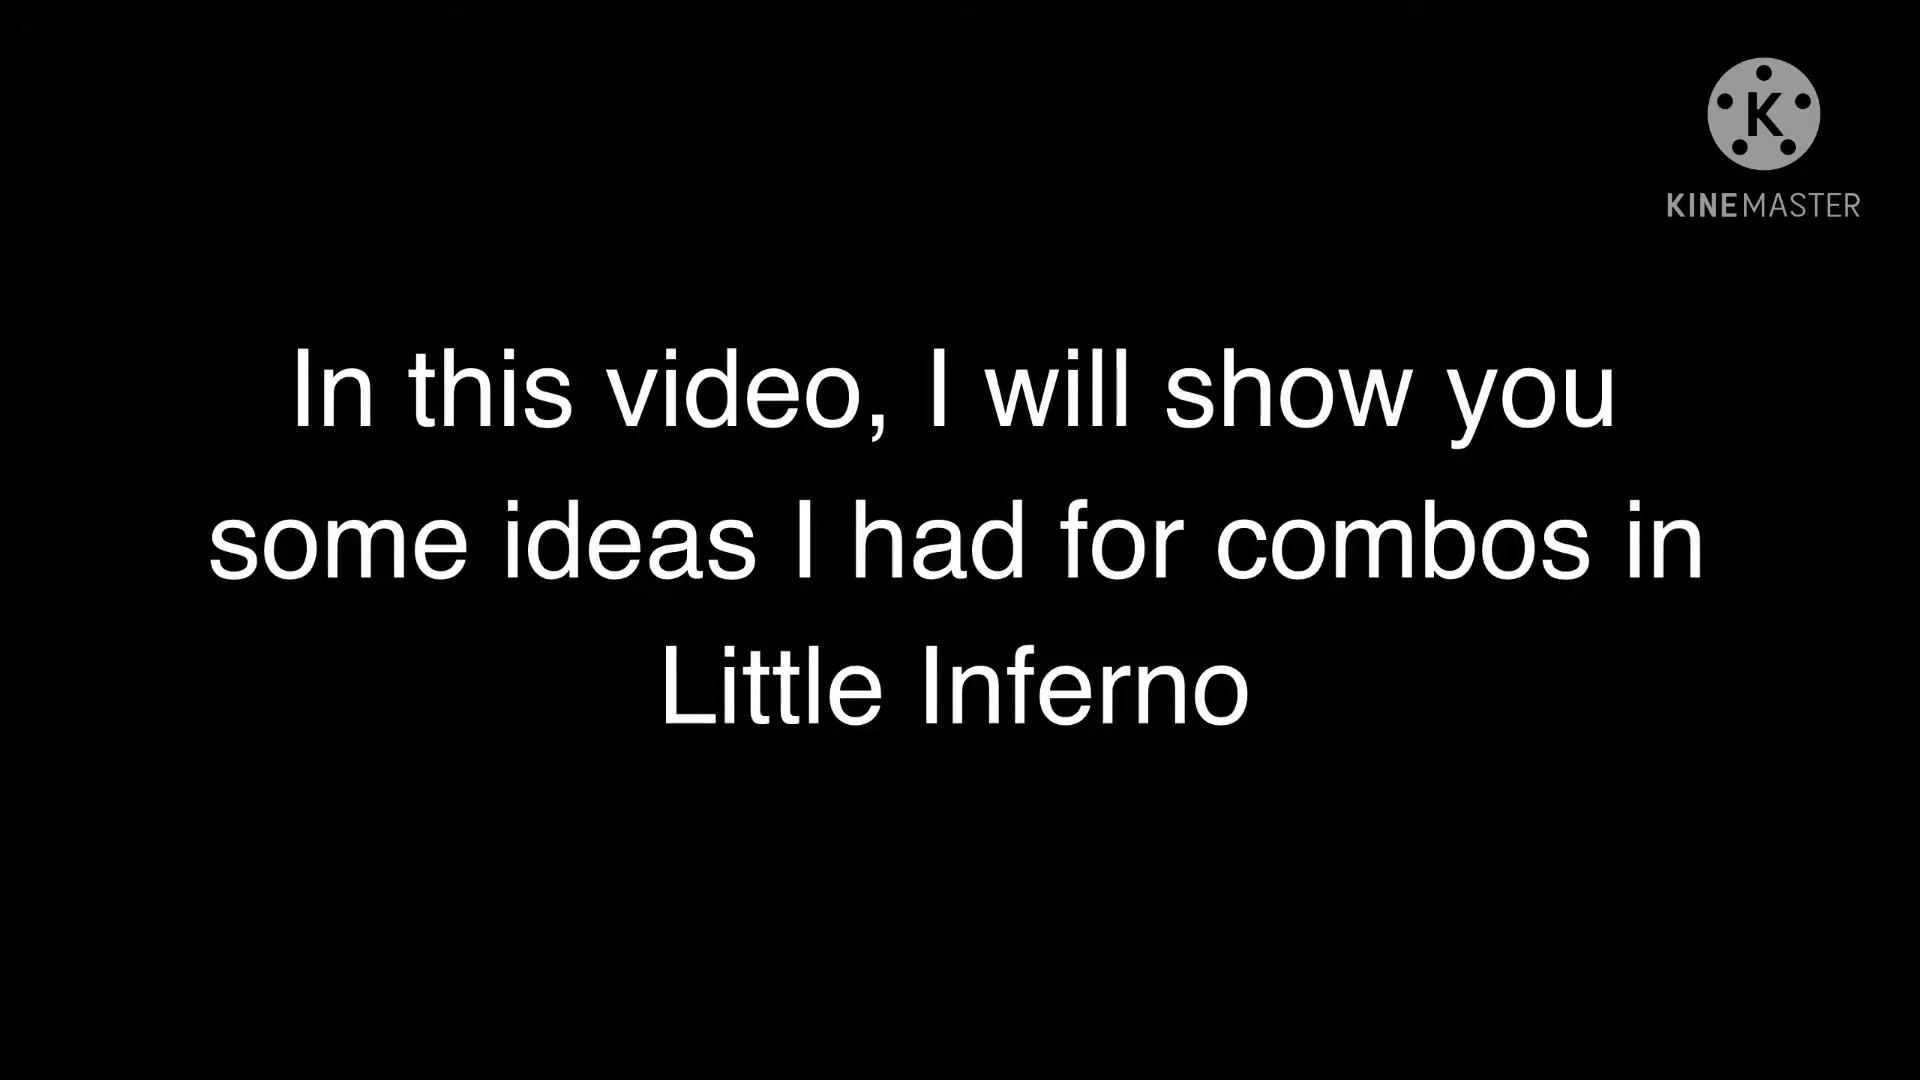 K
KINEMASTER
In this video, I will show you
some ideas I had for combos in
Little Inferno